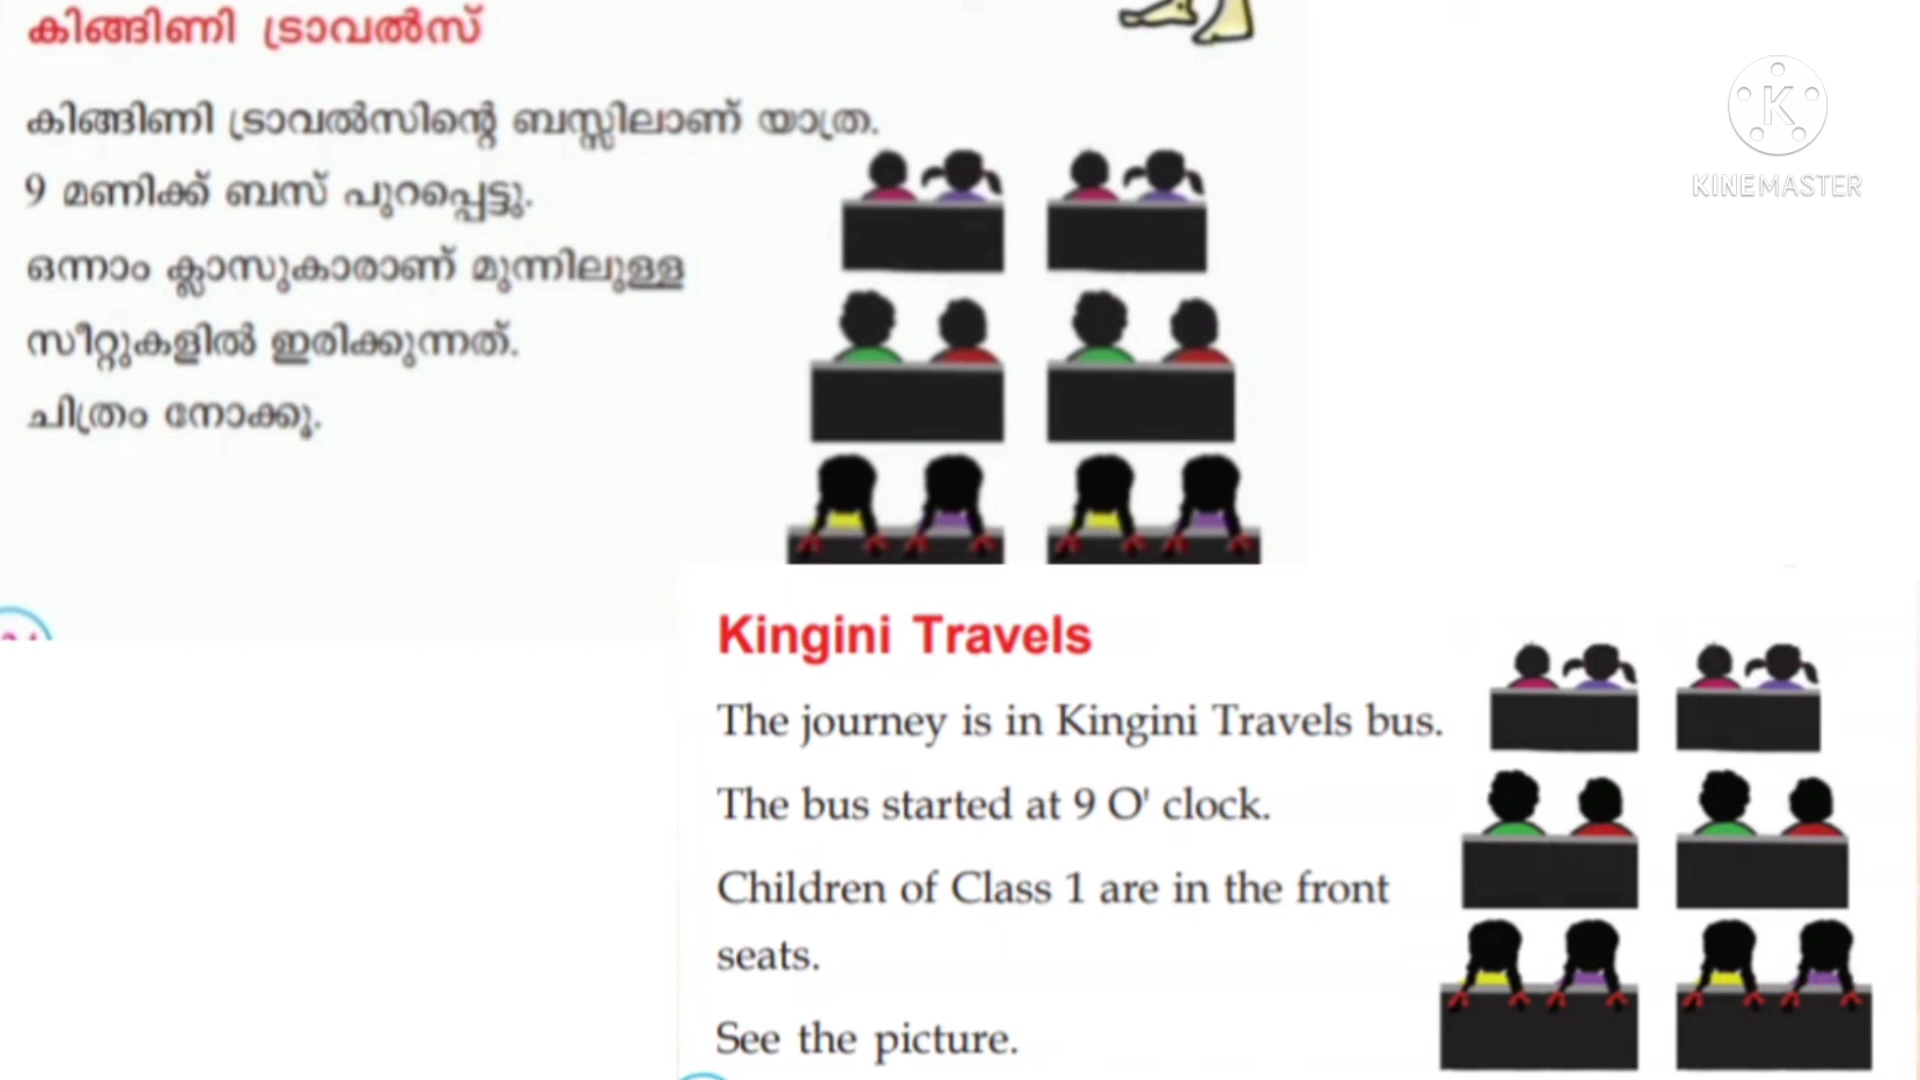 കിങ്ങിണി ട്രാവൽസ്
കിങ്ങിണി ട്രാവൽസിന്റെ ബസ്സിലാണ് യാത്ര.
9 മണിക്ക് ബസ് പുറപ്പെട്ടു.
ഒന്നാം ക്ലാസുകാരാണ് മുന്നിലുള്ള
സീറ്റുകളിൽ ഇരിക്കുന്നത്.
ചിത്രം നോക്കൂ.
K
KINEMASTER
Kingini Travels
The journey is in Kingini Travels bus.
The bus started at 9 O' clock.
Children of Class 1 are in the front
seats.
See the picture.